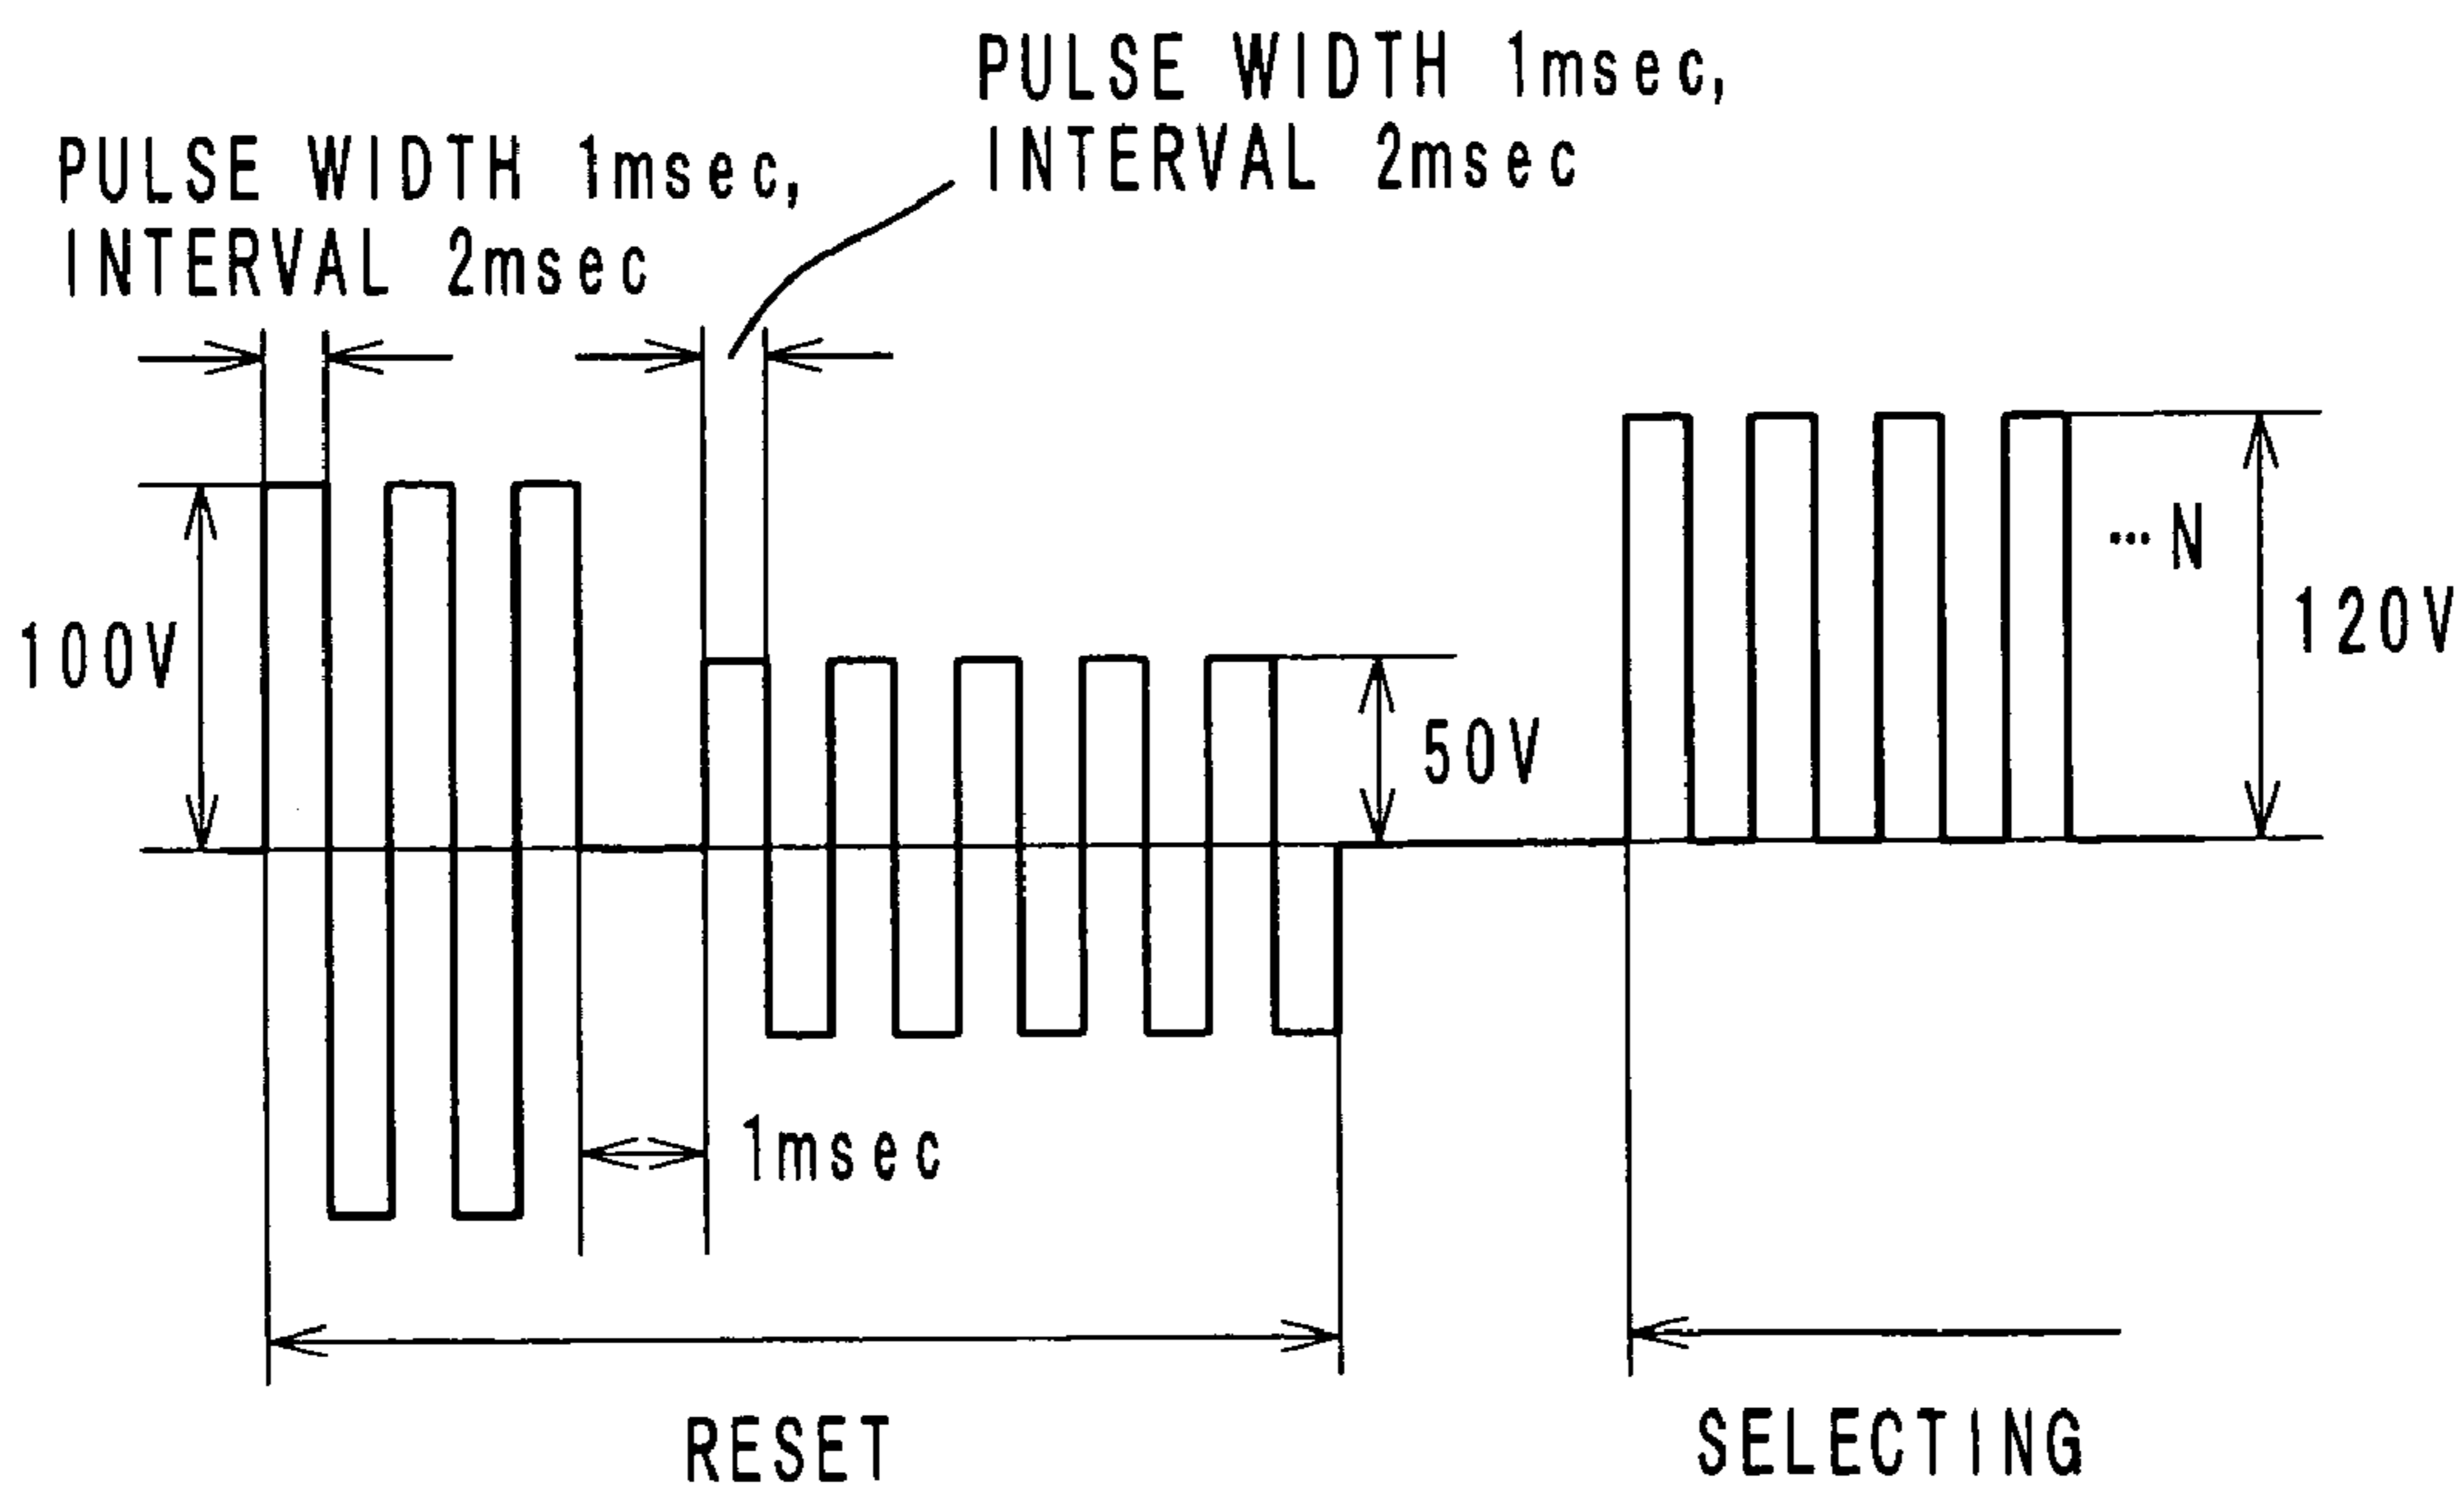 PULSE WIDTH 1msec,
INTERVAL 2msec
PULSE WIDTH 1msec,
INTERVAL 2msec
100V
50V
…N
120V
1msec
RESET
SELECTING